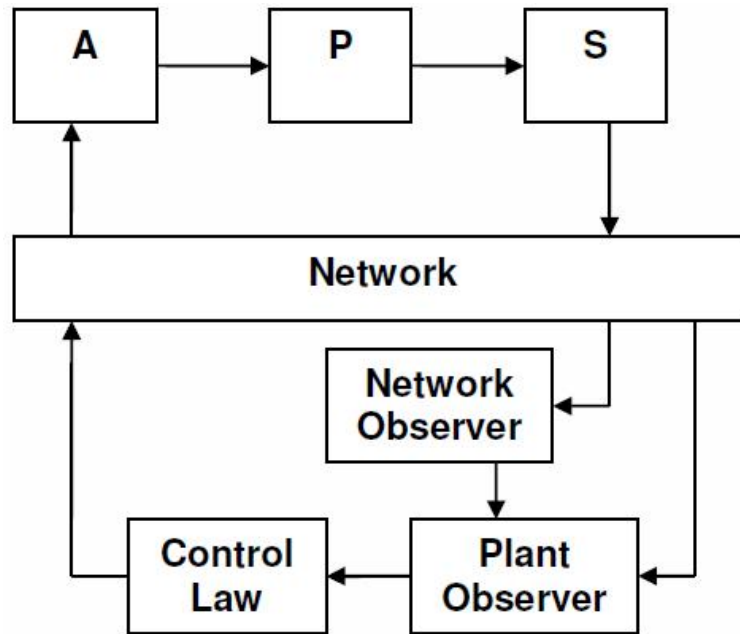 A
P
S
Network
Network
Observer
Control
Law
Plant
Observer